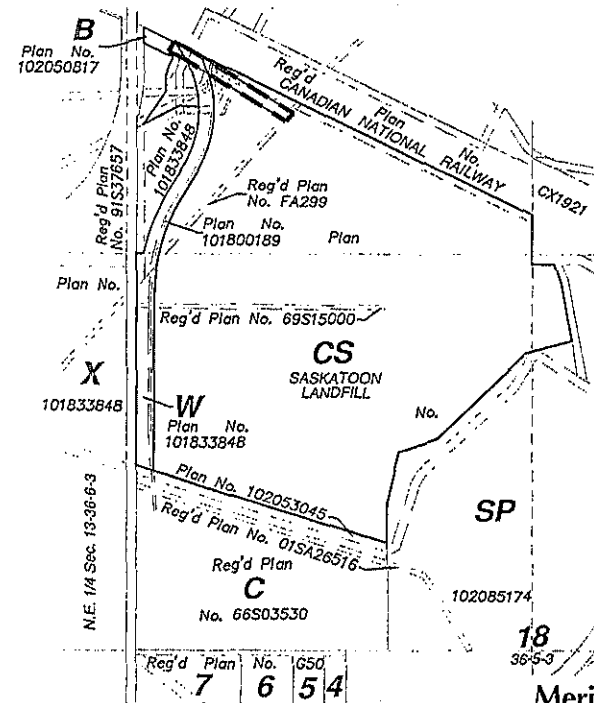 B
Plan No.
102050817
Reg'd
CANADIAN NATIONAL RAILWAY
Plan
No.
CX1921
Plan No.
101833848
Reg'd Plan
No. 91S37657
Reg'd Plan
No. FA299
Plan No.
101800189
Plan
Plan No.
Reg'd Plan No. 69S15000
CS
SASKATOON
LANDFILL
X
101833848
W
Plan No.
101833848
No.
Plan No. 102053045
Reg'd Plan No. 01SA26516
SP
N.E. 1/4 Sec. 13-36-6-3
Reg'd Plan
C
No. 66S03530
102085174
18
36-5-3
Reg'd Plan No. G50
7 6 5 4
Meri